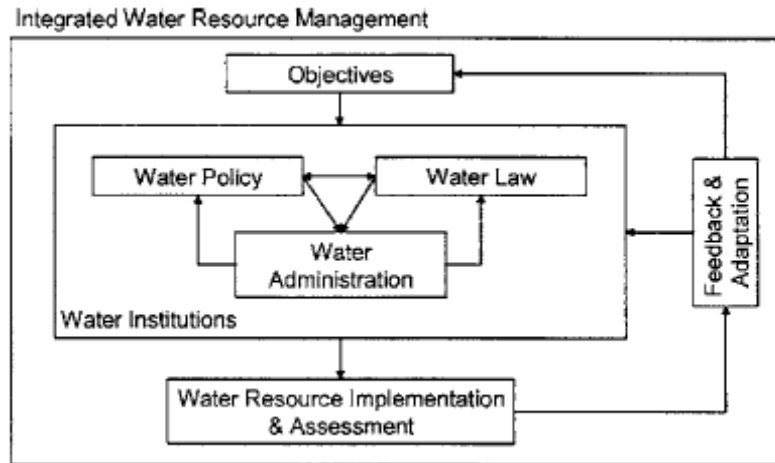 Integrated Water Resource Management
Objectives
Water Policy
Water Law
Water
Administration
Water Institutions
Feedback &
Adaptation
Water Resource Implementation
& Assessment